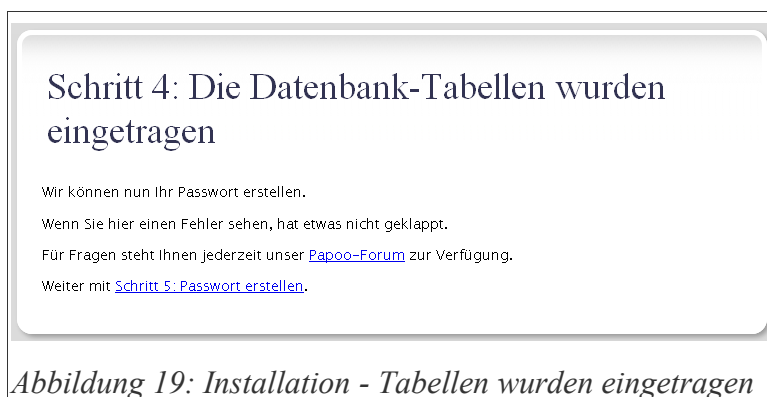 Schritt 4: Die Datenbank-Tabellen wurden
eingetragen
Wir können nun Ihr Passwort erstellen.
Wenn Sie hier einen Fehler sehen, hat etwas nicht geklappt.
Für Fragen steht Ihnen jederzeit unser Papoo-Forum zur Verfügung.
Weiter mit Schritt 5: Passwort erstellen.
Abbildung 19: Installation - Tabellen wurden eingetragen